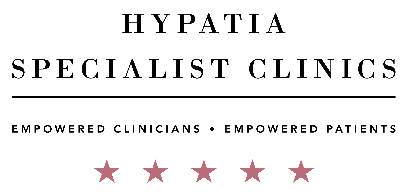 HYPATIA
SPECIALIST CLINICS
EMPOWERED CLINICIANS • EMPOWERED PATIENTS